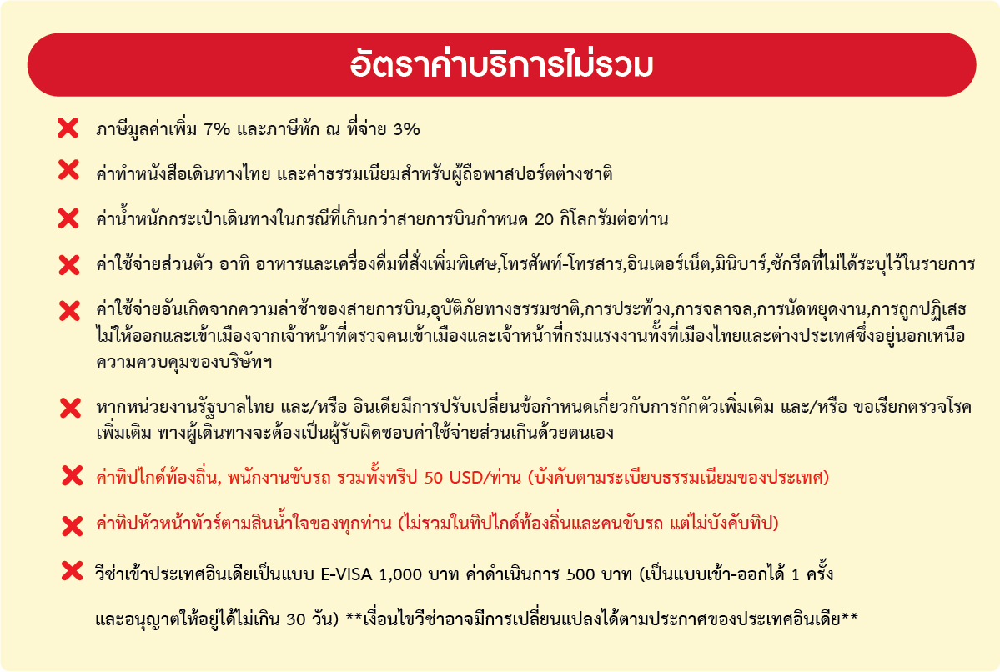 อัตราค่าบริการไม่รวม
ภาษีมูลค่าเพิ่ม 7% และภาษีหัก ณ ที่จ่าย 3%
ค่าทำหนังสือเดินทางไทย และค่าธรรมเนียมสำหรับผู้ถือพาสปอร์ตต่างชาติ
ค่าน้ำหนักกระเป๋าเดินทางในกรณีที่เกินกว่าสายการบินกำหนด 20 กิโลกรัมต่อท่าน
ค่าใช้จ่ายส่วนตัว อาทิ อาหารและเครื่องดื่มที่สั่งเพิ่มพิเศษ,โทรศัพท์-โทรสาร,อินเตอร์เน็ต,มินิบาร์,ซักรีดที่ไม่ได้ระบุไว้ในรายการ
ค่าใช้จ่ายอันเกิดจากความล่าช้าของสายการบิน,อุบัติภัยทางธรรมชาติ,การประท้วง,การจลาจล,การนัดหยุดงาน,การถูกปฏิเสธ
ไม่ให้ออกและเข้าเมืองจากเจ้าหน้าที่ตรวจคนเข้าเมืองและเจ้าหน้าที่กรมแรงงานทั้งที่เมืองไทยและต่างประเทศซึ่งอยู่นอกเหนือ
ความควบคุมของบริษัทฯ
หากหน่วยงานรัฐบาลไทย และ/หรือ อินเดียมีการปรับเปลี่ยนข้อกำหนดเกี่ยวกับการกักตัวเพิ่มเติม และ/หรือ ขอเรียกตรวจโรค
เพิ่มเติม ทางผู้เดินทางจะต้องเป็นผู้รับผิดชอบค่าใช้จ่ายส่วนเกินด้วยตนเอง
ค่าทิปไกด์ท้องถิ่น, พนักงานขับรถ รวมทั้งทริป 50 USD/ท่าน (บังคับตามระเบียบธรรมเนียมของประเทศ)
ค่าทิปหัวหน้าทัวร์ตามสินน้ำใจของทุกท่าน (ไม่รวมในทิปไกด์ท้องถิ่นและคนขับรถ แต่ไม่บังคับทิป)
วีซ่าเข้าประเทศอินเดียเป็นแบบ E-VISA 1,000 บาท ค่าดำเนินการ 500 บาท (เป็นแบบเข้า-ออกได้ 1 ครั้ง
และอนุญาตให้อยู่ได้ไม่เกิน 30 วัน) **เงื่อนไขวีซ่าอาจมีการเปลี่ยนแปลงได้ตามประกาศของประเทศอินเดีย**